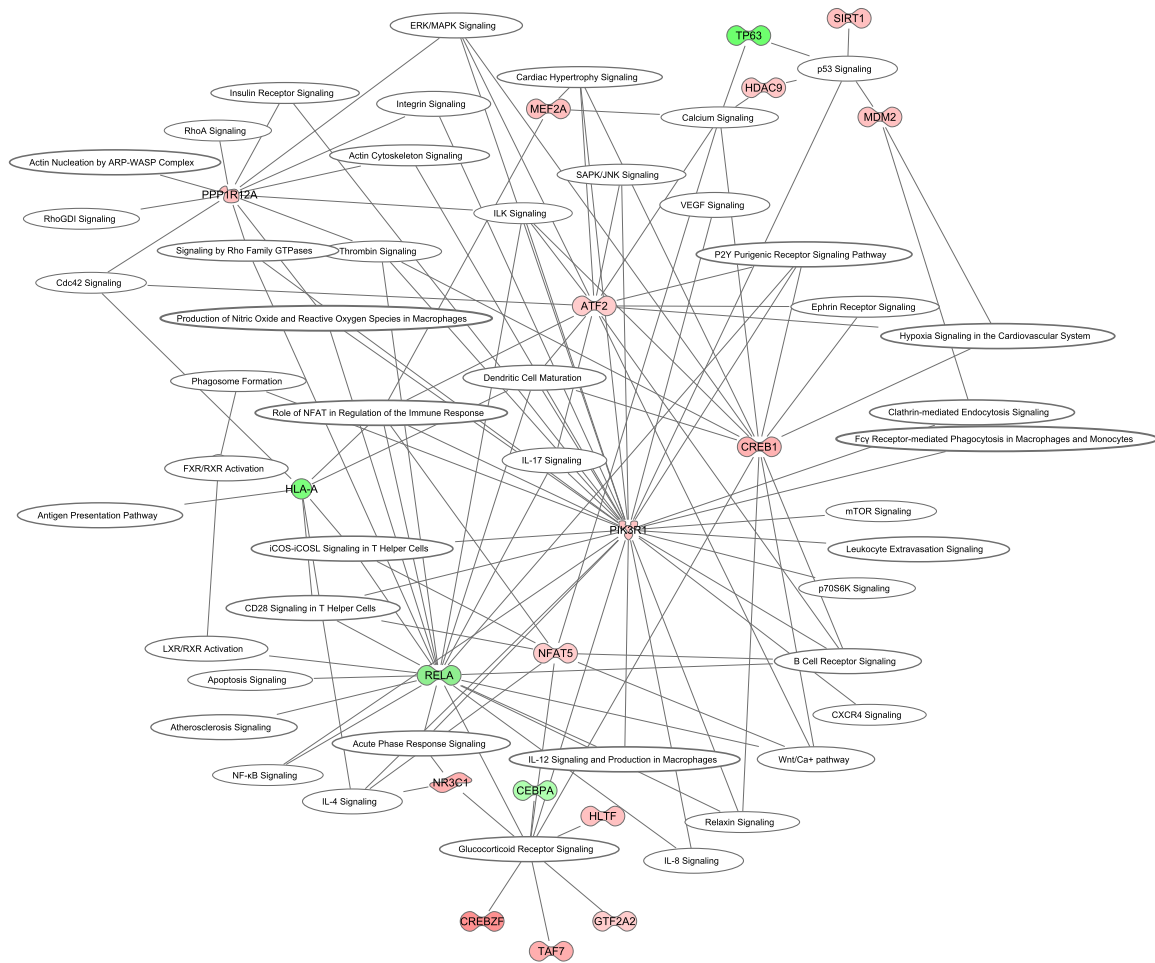 SIRT1
ERK/MAPK Signaling
TP63
p53 Signaling
Cardiac Hypertrophy Signaling
HDAC9
Insulin Receptor Signaling
Integrin Signaling
MEF2A
Calcium Signaling
MDM2
RhoA Signaling
Actin Cytoskeleton Signaling
Actin Nucleation by ARP-WASP Complex
SAPK/JNK Signaling
PPP1R12A
VEGF Signaling
RhoGDI Signaling
ILK Signaling
Signaling by Rho Family GTPases
Thrombin Signaling
P2Y Purigenic Receptor Signaling Pathway
Cdc42 Signaling
ATF2
Ephrin Receptor Signaling
Production of Nitric Oxide and Reactive Oxygen Species in Macrophages
Hypoxia Signaling in the Cardiovascular System
Phagosome Formation
Dendritic Cell Maturation
Role of NFAT in Regulation of the Immune Response
Clathrin-mediated Endocytosis Signaling
Fcγ Receptor-mediated Phagocytosis in Macrophages and Monocytes
CREB1
IL-17 Signaling
FXR/RXR Activation
HLA-A
Antigen Presentation Pathway
mTOR Signaling
PIK3R1
iCOS-iCOSL Signaling in T Helper Cells
Leukocyte Extravasation Signaling
p70S6K Signaling
CD28 Signaling in T Helper Cells
LXR/RXR Activation
NFAT5
B Cell Receptor Signaling
RELA
Apoptosis Signaling
CXCR4 Signaling
Atherosclerosis Signaling
Acute Phase Response Signaling
IL-12 Signaling and Production in Macrophages
Wnt/Ca+ pathway
NF-κB Signaling
NR3C1
CEBPA
IL-4 Signaling
HLTF
Relaxin Signaling
Glucocorticoid Receptor Signaling
IL-8 Signaling
CREBZF
GTF2A2
TAF7